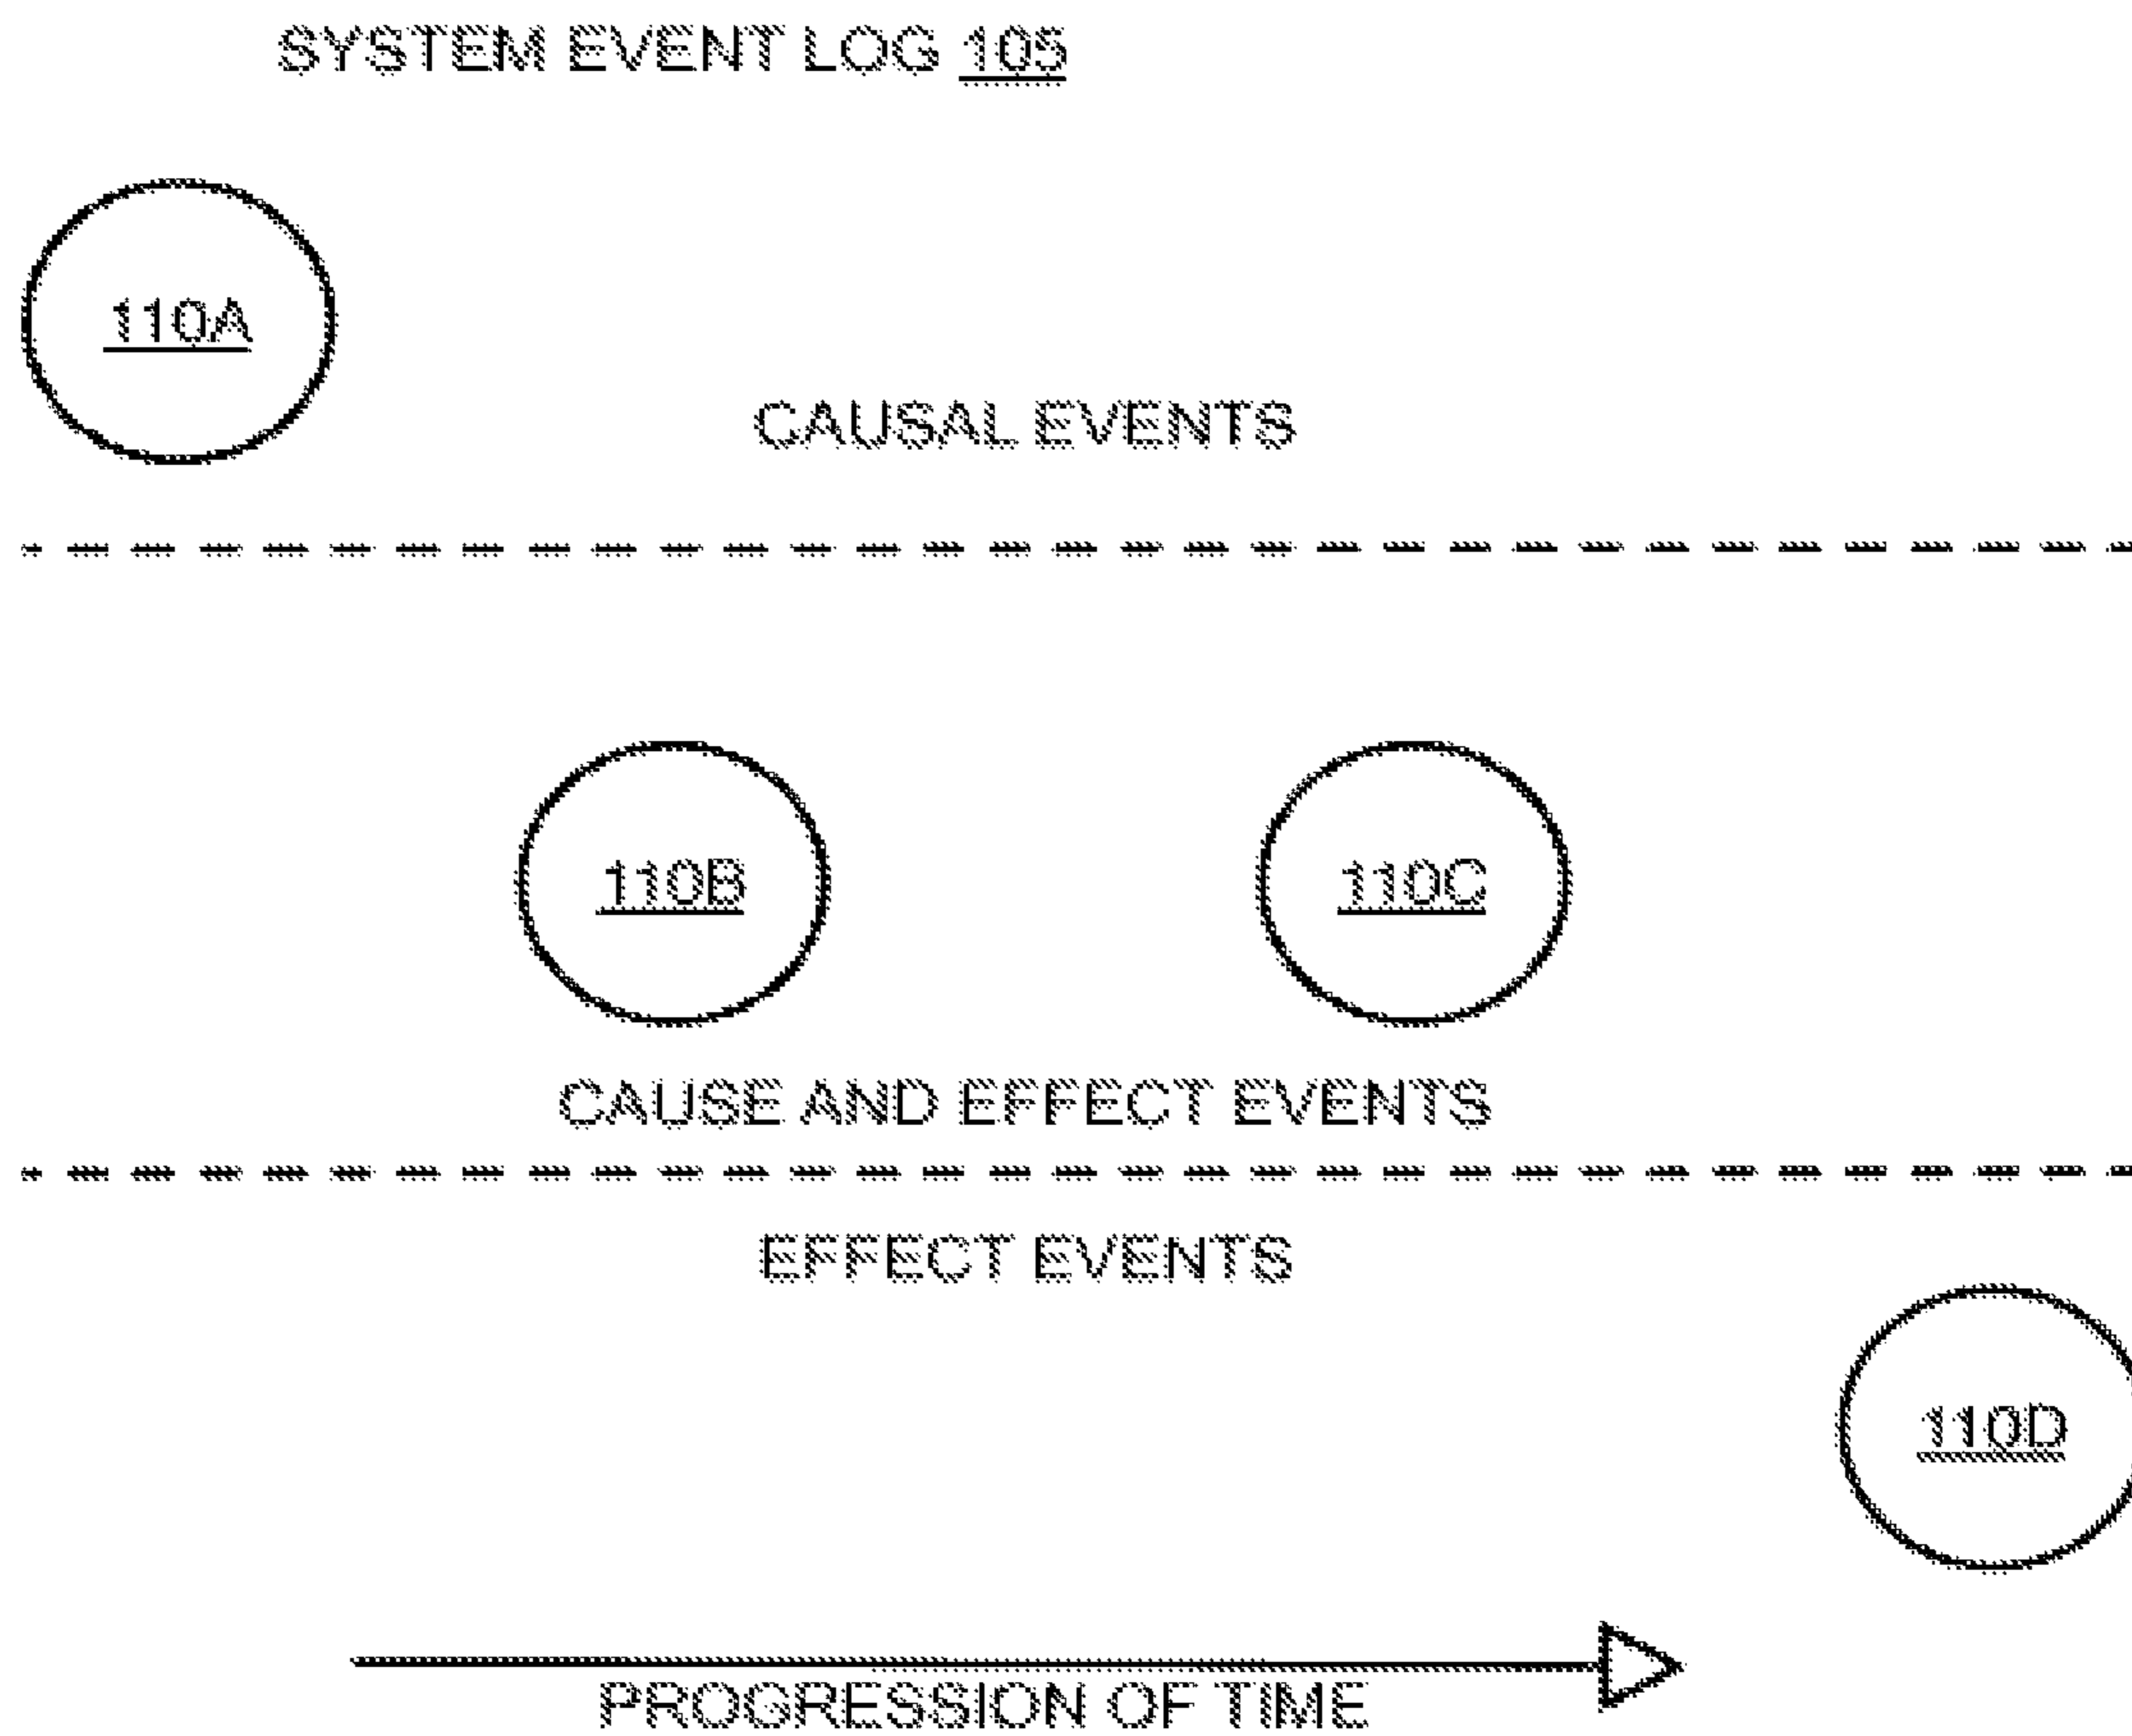 SYSTEM EVENT LOG 105
110A
CAUSAL EVENTS
110B
110C
CAUSE AND EFFECT EVENTS
EFFECT EVENTS
110D
PROGRESSION OF TIME